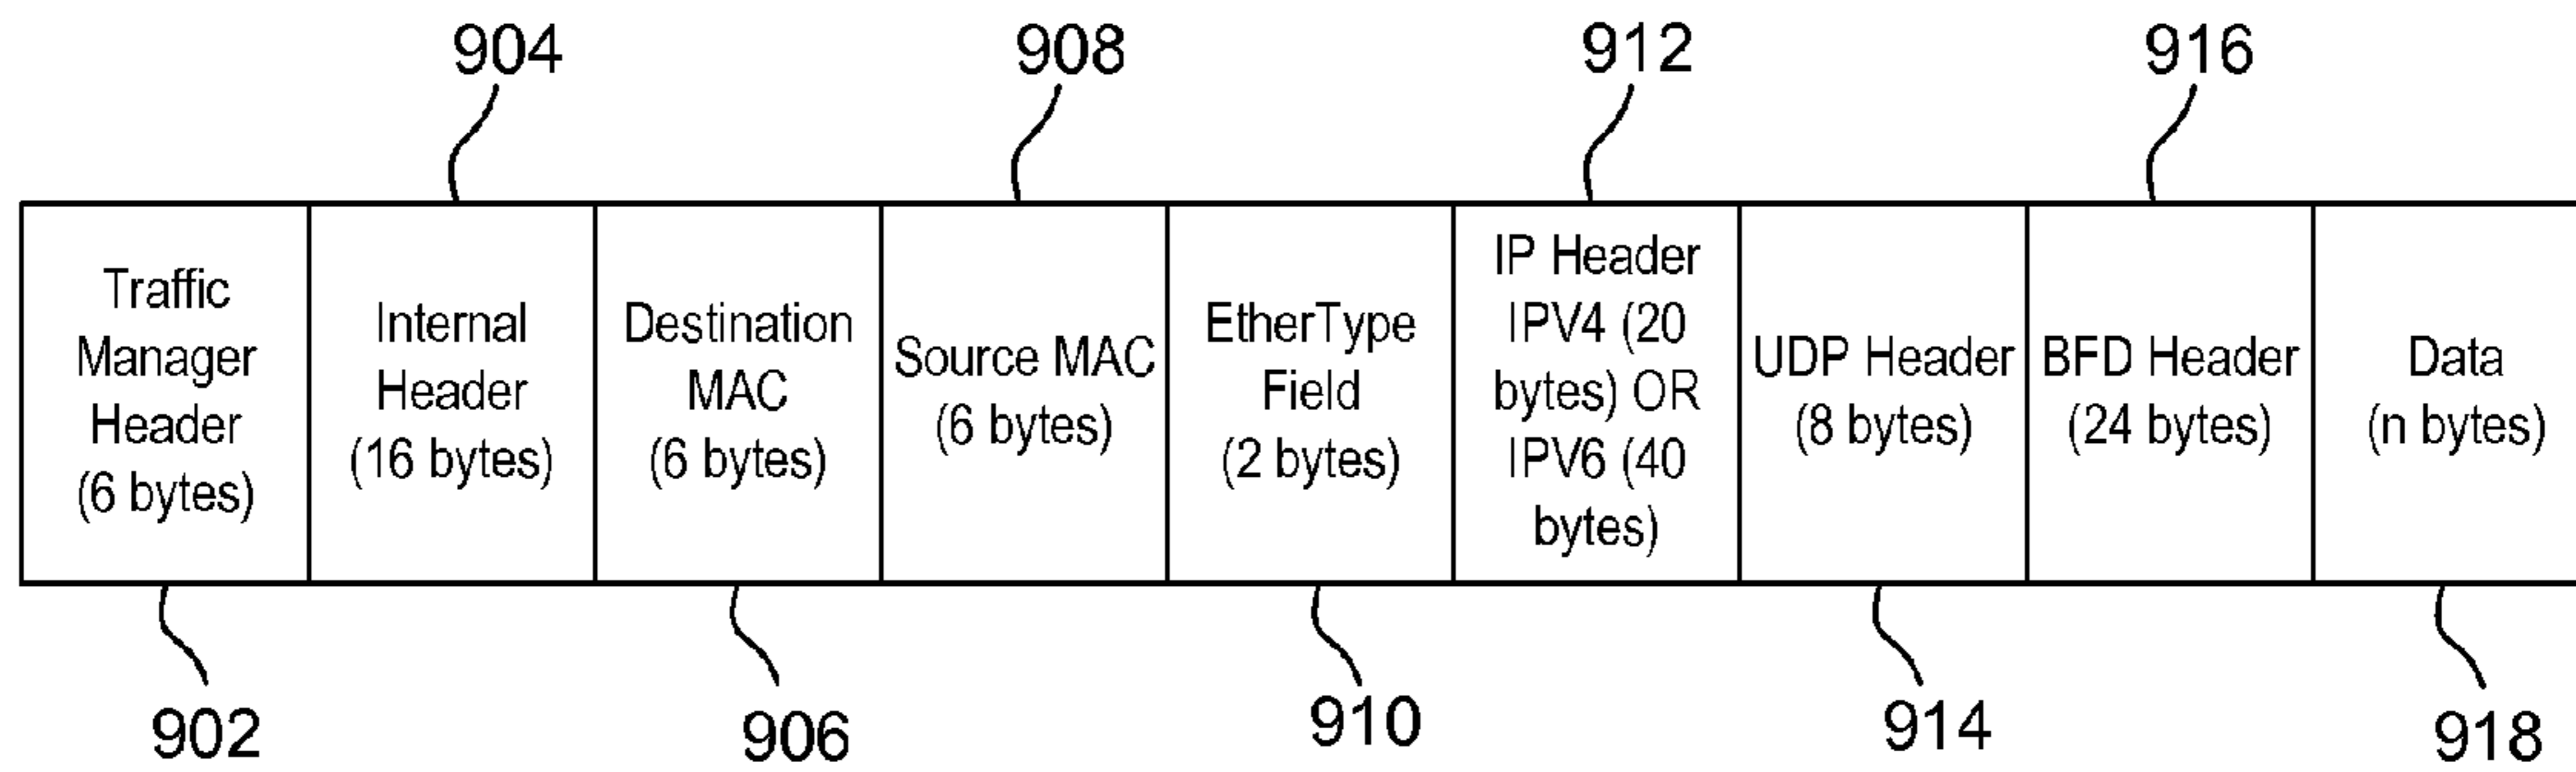 904
908
912
916
Traffic
Manager
Header
(6 bytes)
Internal
Header
(16 bytes)
Destination
MAC
(6 bytes)
Source MAC
(6 bytes)
EtherType
Field
(2 bytes)
IP Header
IPV4 (20
bytes) OR
IPV6 (40
bytes)
UDP Header
(8 bytes)
BFD Header
(24 bytes)
Data
(n bytes)
902
906
910
914
918